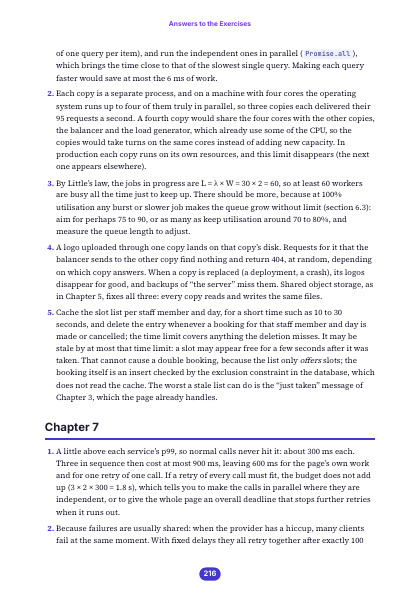 Answers to the Exercises
of one query per item), and run the independent ones in parallel ( Promise.all ),
which brings the time close to that of the slowest single query. Making each query
faster would save at most the 6 ms of work.
2. Each copy is a separate process, and on a machine with four cores the operating
system runs up to four of them truly in parallel, so three copies each delivered their
95 requests a second. A fourth copy would share the four cores with the other copies,
the balancer and the load generator, which already use some of the CPU, so the
copies would take turns on the same cores instead of adding new capacity. In
production each copy runs on its own resources, and this limit disappears (the next
one appears elsewhere).
3. By Little's law, the jobs in progress are L = λ × W = 30 × 2 = 60, so at least 60 workers
are busy all the time just to keep up. There should be more, because at 100%
utilisation any burst or slower job makes the queue grow without limit (section 6.3):
aim for perhaps 75 to 90, or as many as keep utilisation around 70 to 80%, and
measure the queue length to adjust.
4. A logo uploaded through one copy lands on that copy's disk. Requests for it that the
balancer sends to the other copy find nothing and return 404, at random, depending
on which copy answers. When a copy is replaced (a deployment, a crash), its logos
disappear for good, and backups of "the server" miss them. Shared object storage, as
in Chapter 5, fixes all three: every copy reads and writes the same files.
5. Cache the slot list per staff member and day, for a short time such as 10 to 30
seconds, and delete the entry whenever a booking for that staff member and day is
made or cancelled; the time limit covers anything the deletion misses. It may be
stale by at most that time limit: a slot may appear free for a few seconds after it was
taken. That cannot cause a double booking, because the list only offers slots; the
booking itself is an insert checked by the exclusion constraint in the database, which
does not read the cache. The worst a stale list can do is the "just taken" message of
Chapter 3, which the page already handles.
Chapter 7
1. A little above each service's p99, so normal calls never hit it: about 300 ms each.
Three in sequence then cost at most 900 ms, leaving 600 ms for the page's own work
and for one retry of one call. If a retry of every call must fit, the budget does not add
up (3 × 2 × 300 = 1.8 s), which tells you to make the calls in parallel where they are
independent, or to give the whole page an overall deadline that stops further retries
when it runs out.
2. Because failures are usually shared: when the provider has a hiccup, many clients
fail at the same moment. With fixed delays they all retry together after exactly 100
216